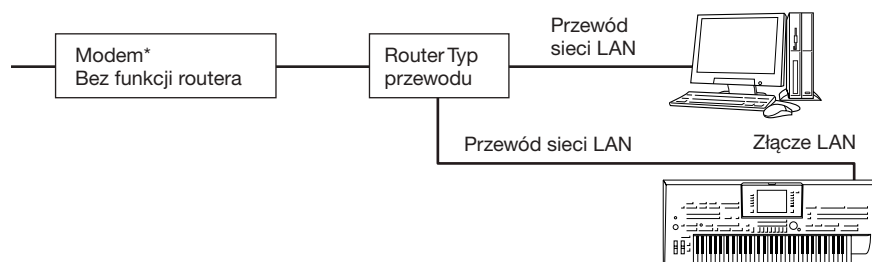 Modem*
Bez funkcji routera
Router Typ
przewodu
Przewód
sieci LAN
Przewód sieci LAN
Złącze LAN